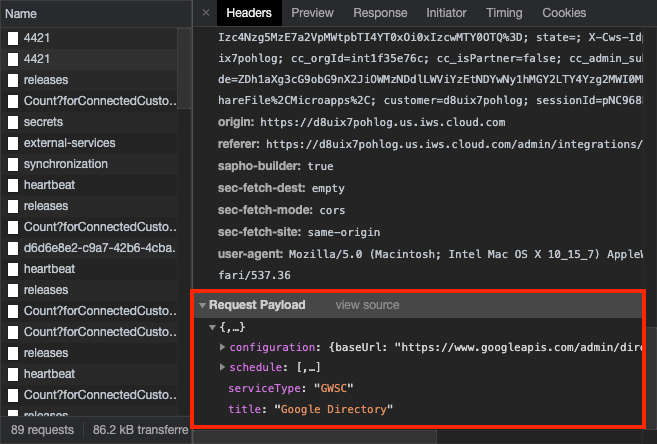 Name
4421
4421
releases
Count?forConnectedCusto…
secrets
external-services
synchronization
heartbeat
releases
Count?forConnectedCusto…
d6d6e8e2-c9a7-42b6-4cba…
heartbeat
releases
Count?forConnectedCusto…
Count?forConnectedCusto…
releases
heartbeat
Count?forConnectedCusto…
releases
89 requests 86.2 kB transferre
× Headers Preview Response Initiator Timing Cookies
Izc4Nzg5MzE7a2VpMWtpbTI4YT0xOi0xIzcwMTY0OTQ%3D; state=; X-Cws-Idp
ix7pohlog; cc_orgId=int1f35e76c; cc_isPartner=false; cc_admin_sub
de=ZDh1aXg3cG9obG9nX2JiOWMzNDdlLWViYzEtNDYwNy1hMGY2LTY4Yzg2MWI0MD
hareFile%2CMicroapps%2C; customer=d8uix7pohlog; sessionId=pNC968
origin: https://d8uix7pohlog.us.iws.cloud.com
referer: https://d8uix7pohlog.us.iws.cloud.com/admin/integrations/
sapho-builder: true
sec-fetch-dest: empty
sec-fetch-mode: cors
sec-fetch-site: same-origin
user-agent: Mozilla/5.0 (Macintosh; Intel Mac OS X 10_15_7) AppleW
fari/537.36
Request Payload view source
{,…}
configuration: {baseUrl: "https://www.googleapis.com/admin/dire
schedule: [,…]
serviceType: "GWSC"
title: "Google Directory"